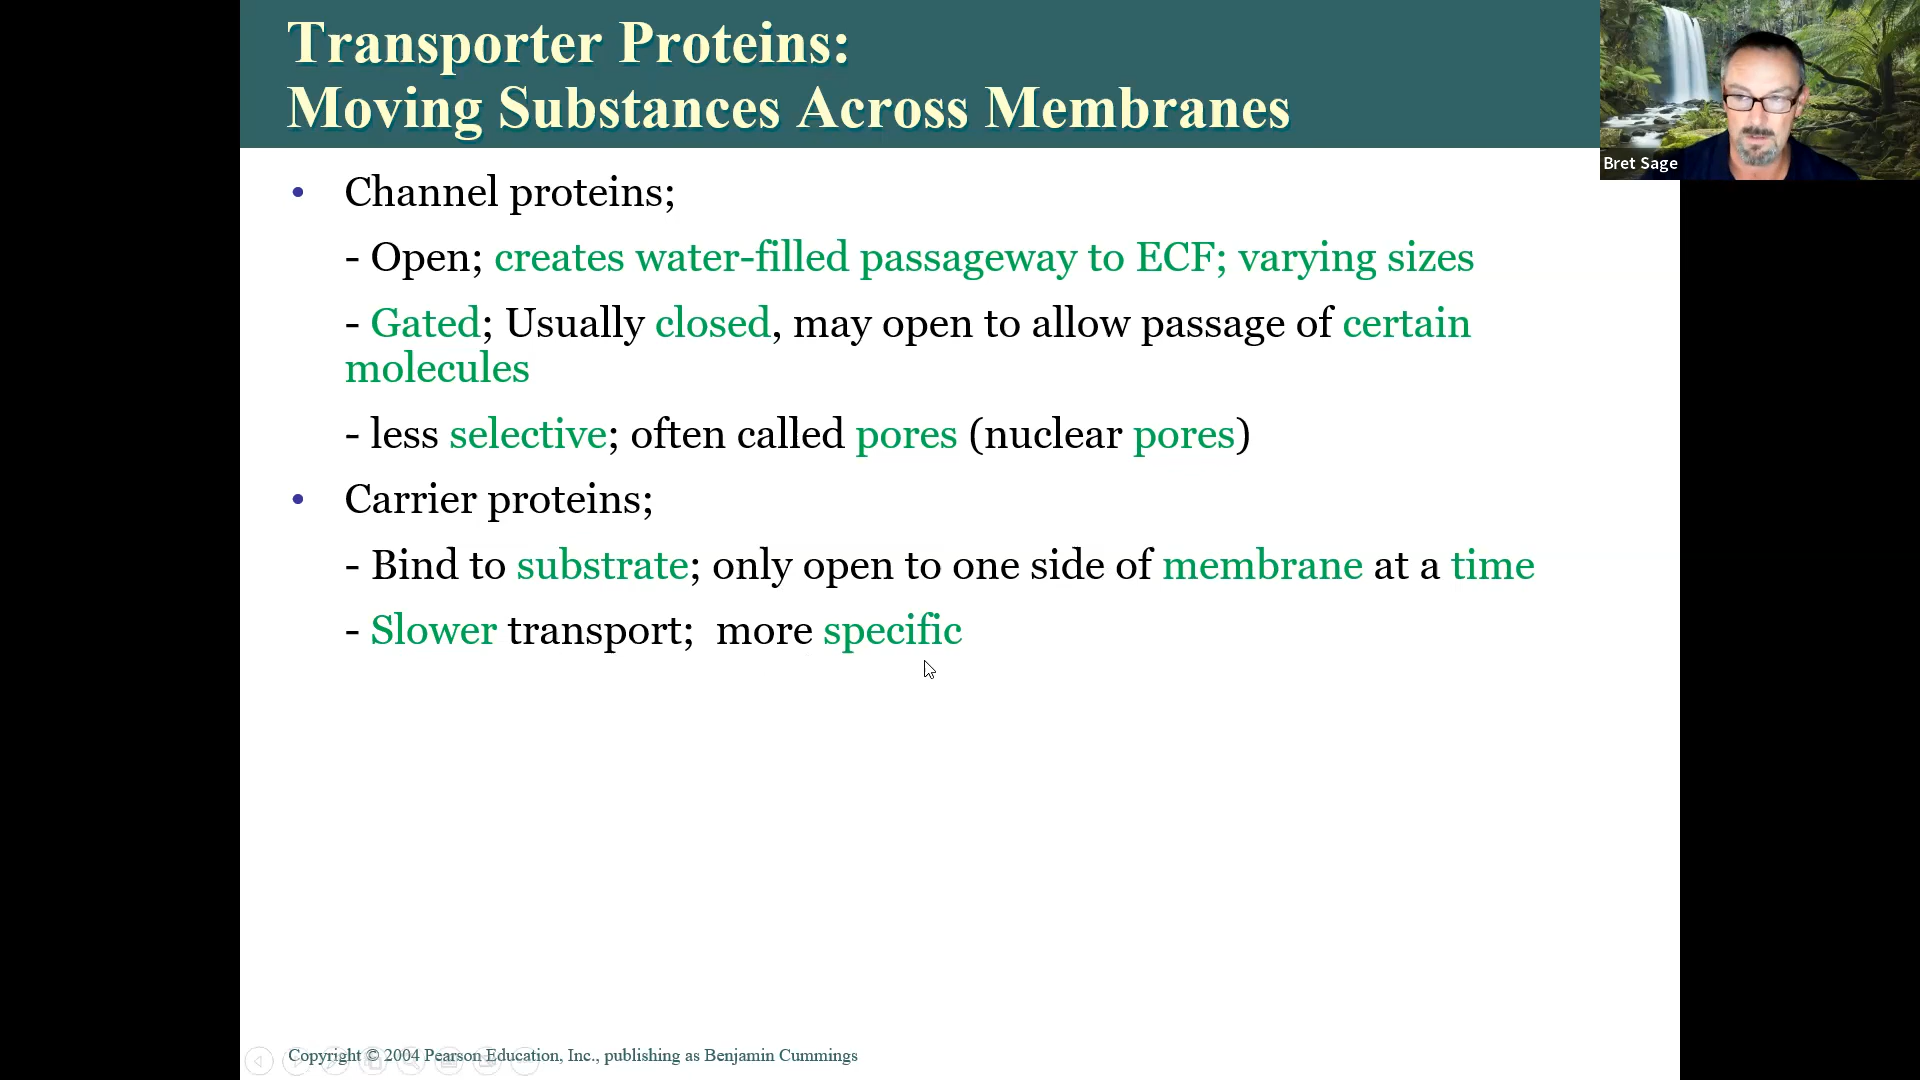 Transporter Proteins:
Moving Substances Across Membranes
Bret Sage
• Channel proteins;
- Open; creates water-filled passageway to ECF; varying sizes
- Gated; Usually closed, may open to allow passage of certain
molecules
- less selective; often called pores (nuclear pores)
• Carrier proteins;
- Bind to substrate; only open to one side of membrane at a time
- Slower transport;  more specific
Copyright © 2004 Pearson Education, Inc., publishing as Benjamin Cummings